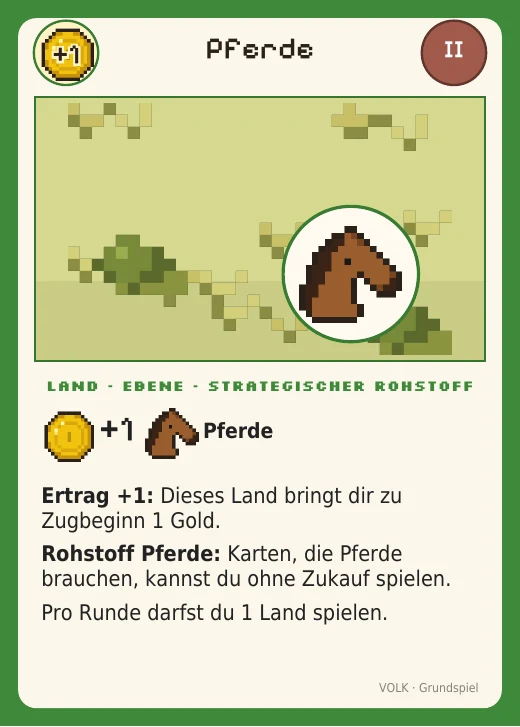 +1
Pferde
II
LAND - EBENE - STRATEGISCHER ROHSTOFF
+1 Pferde
Ertrag +1: Dieses Land bringt dir zu
Zugbeginn 1 Gold.
Rohstoff Pferde: Karten, die Pferde
brauchen, kannst du ohne Zukauf spielen.
Pro Runde darfst du 1 Land spielen.
VOLK · Grundspiel